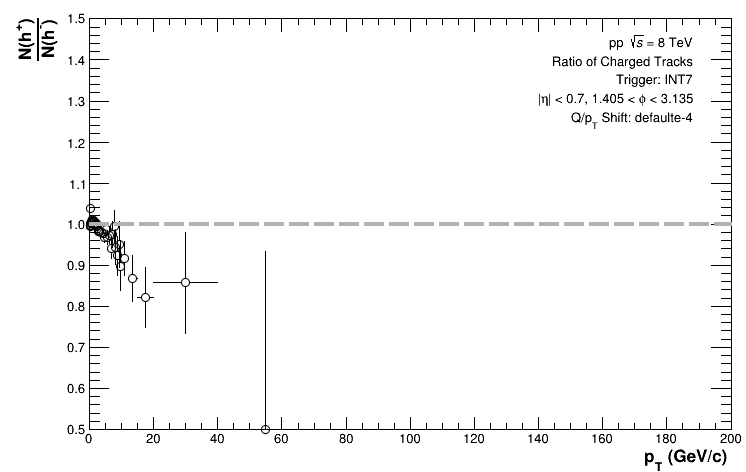 N(h⁺)
N(h⁻)
1.5
1.4
1.3
1.2
1.1
1.0
0.9
0.8
0.7
0.6
0.5
pp √s = 8 TeV
Ratio of Charged Tracks
Trigger: INT7
|η| < 0.7, 1.405 < ϕ < 3.135
Q/p_T Shift: defaulte-4
0 20 40 60 80 100 120 140 160 180 200
p_T (GeV/c)